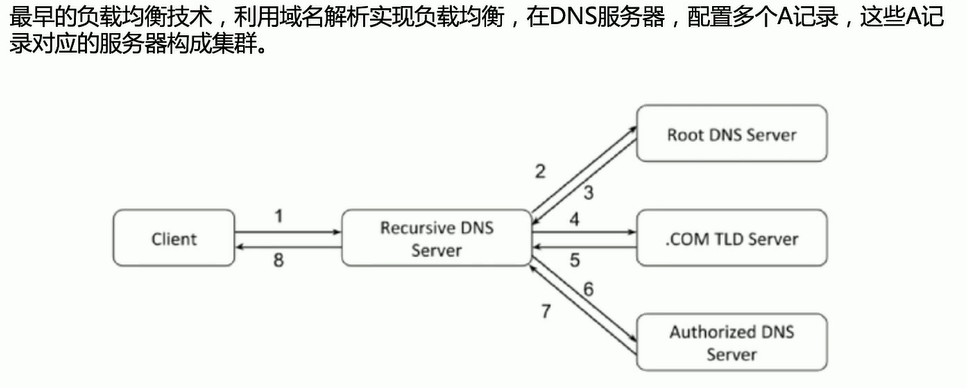 最早的负载均衡技术，利用域名解析实现负载均衡，在DNS服务器，配置多个A记录，这些A记
录对应的服务器构成集群。
Root DNS Server
2
3
1
4
Client
Recursive DNS
Server
.COM TLD Server
8
5
6
7
Authorized DNS
Server